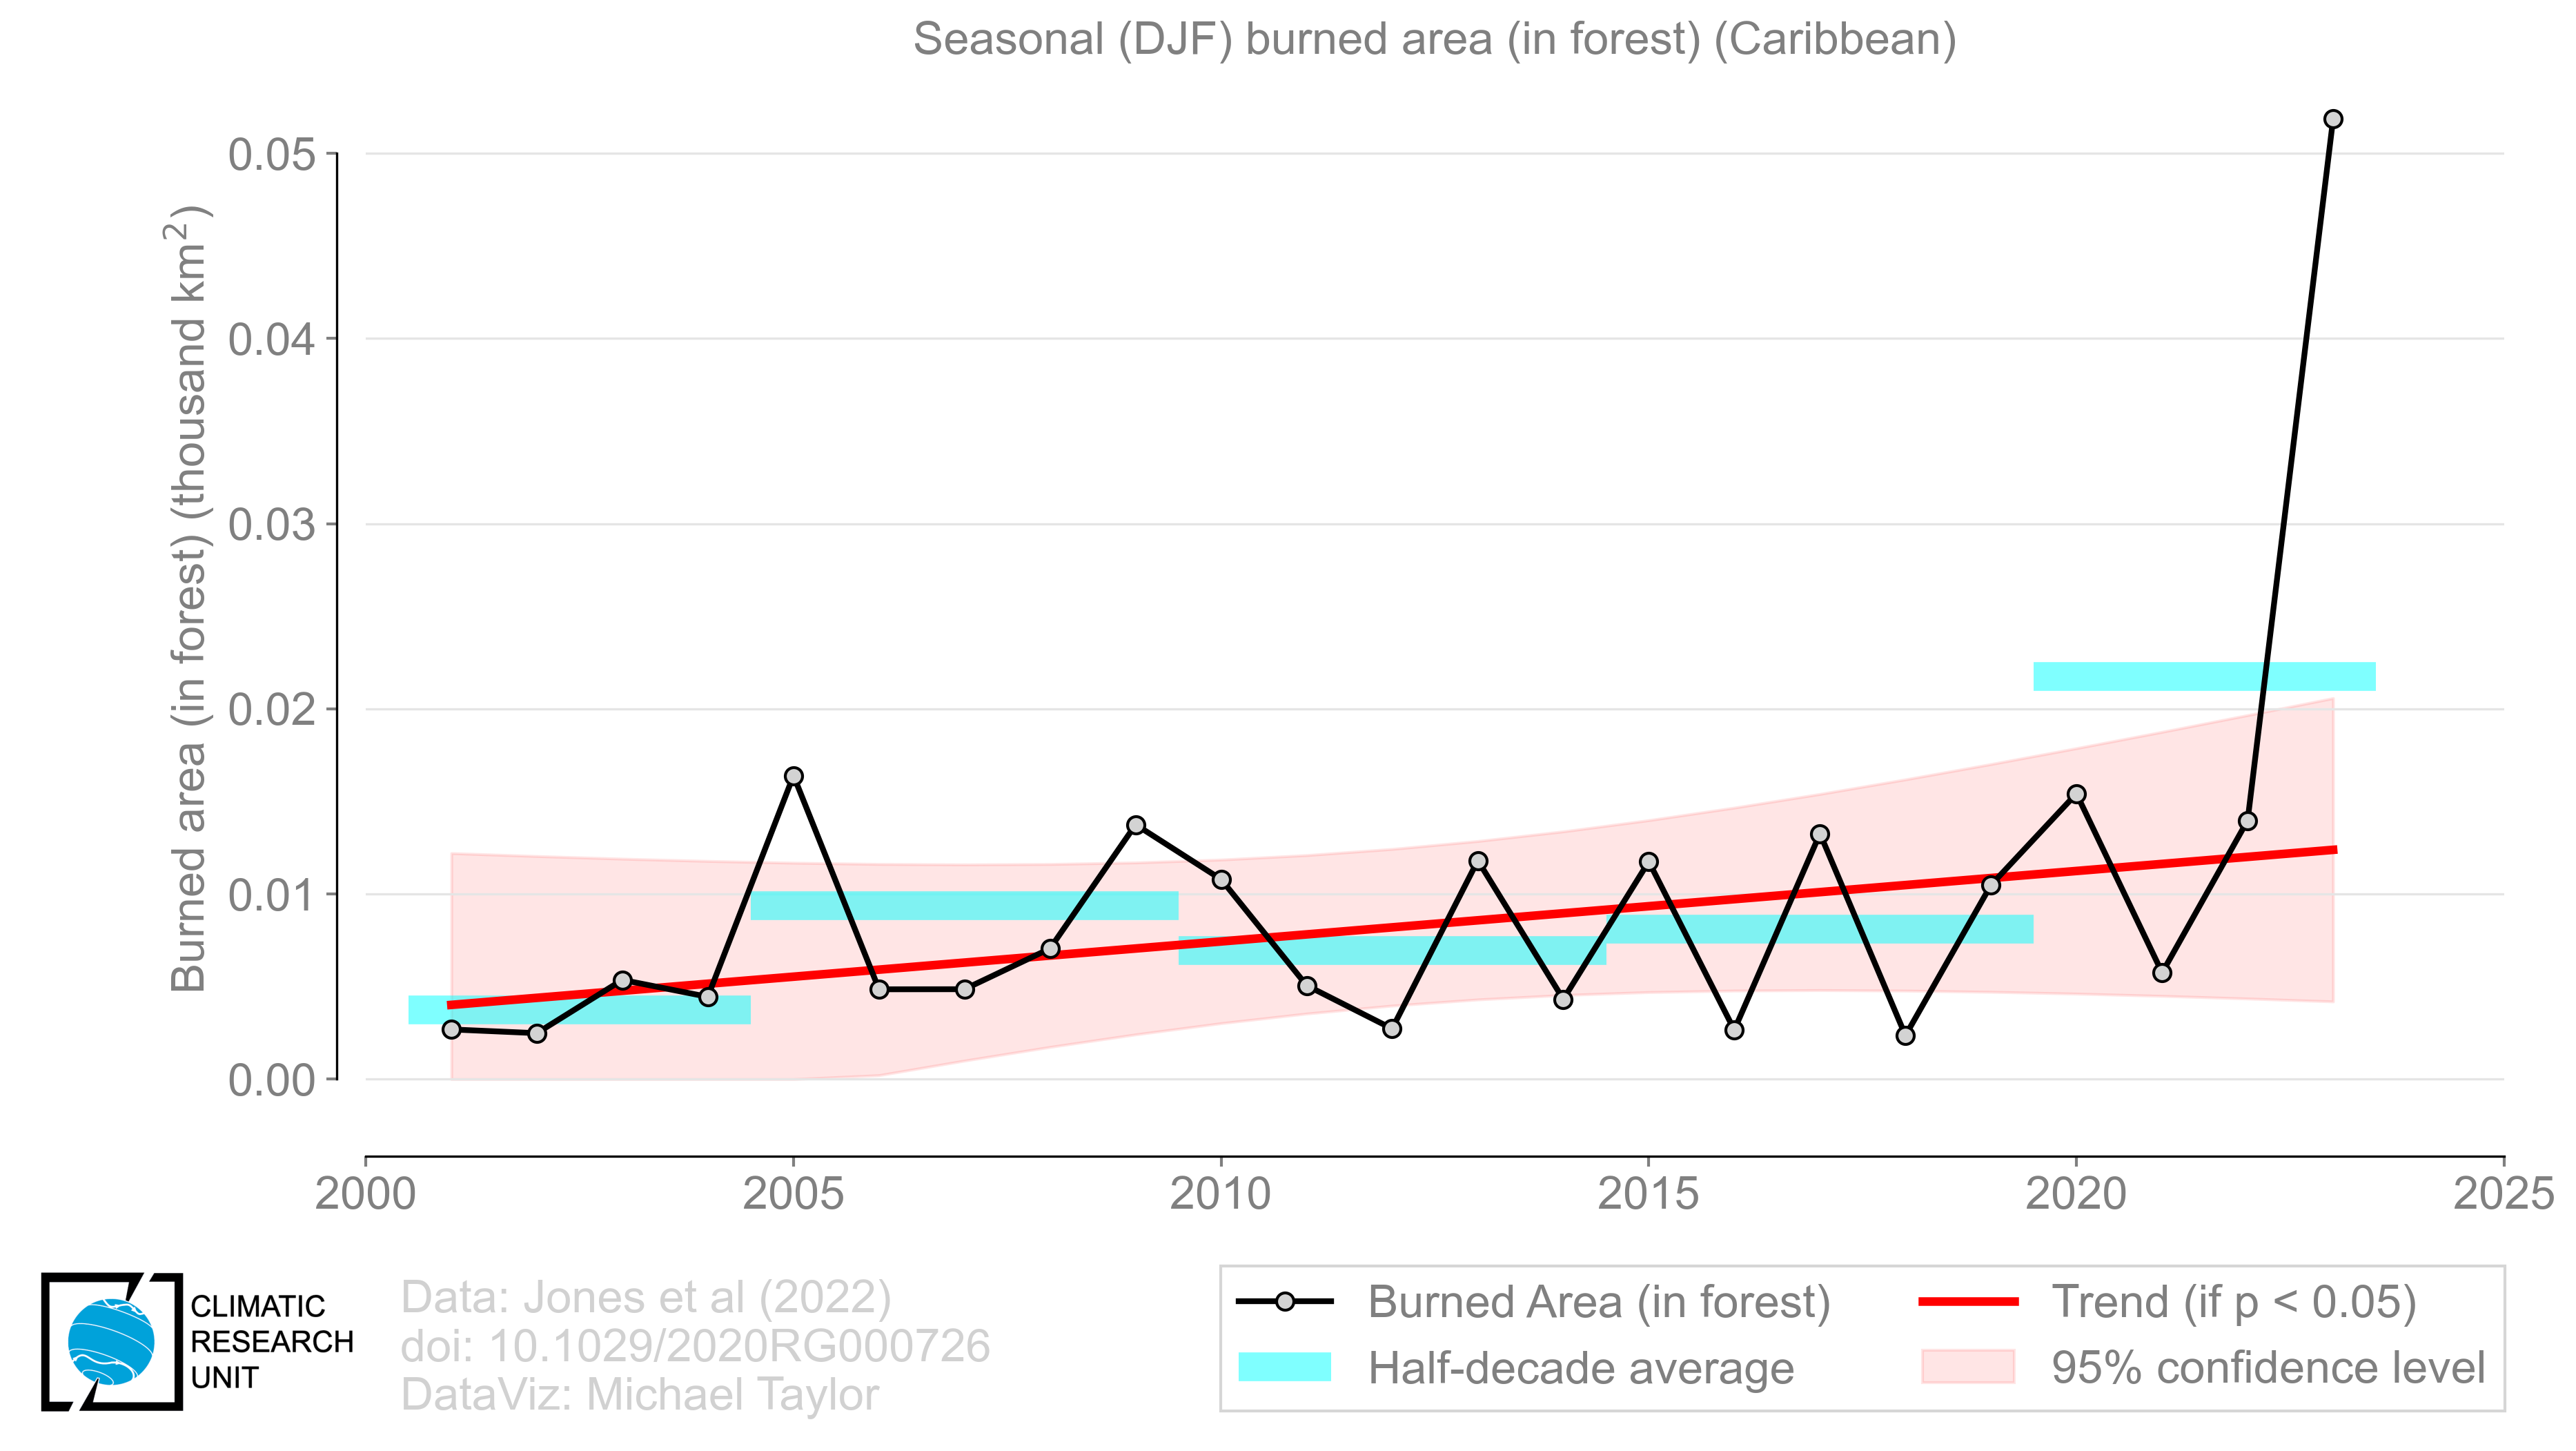 Seasonal (DJF) burned area (in forest) (Caribbean)
Burned area (in forest) (thousand km²)
0.05
0.04
0.03
0.02
0.01
0.00
2000 2005 2010 2015 2020 2025
CLIMATIC
RESEARCH
UNIT
Data: Jones et al (2022)
doi: 10.1029/2020RG000726
DataViz: Michael Taylor
Burned Area (in forest)
Half-decade average
Trend (if p < 0.05)
95% confidence level